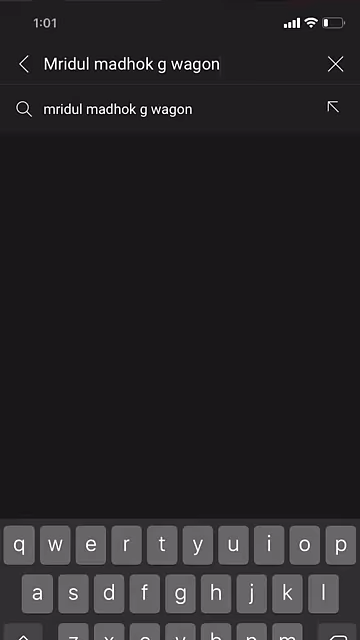 1:01
Mridul madhok g wagon
mridul madhok g wagon
q w e r t y u i o p
a s d f g h j k l
z x c v b n m